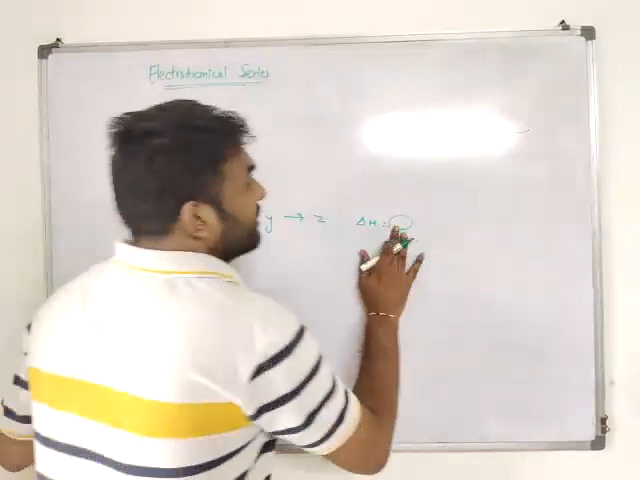 Electrochemical Series
y → z ΔH =